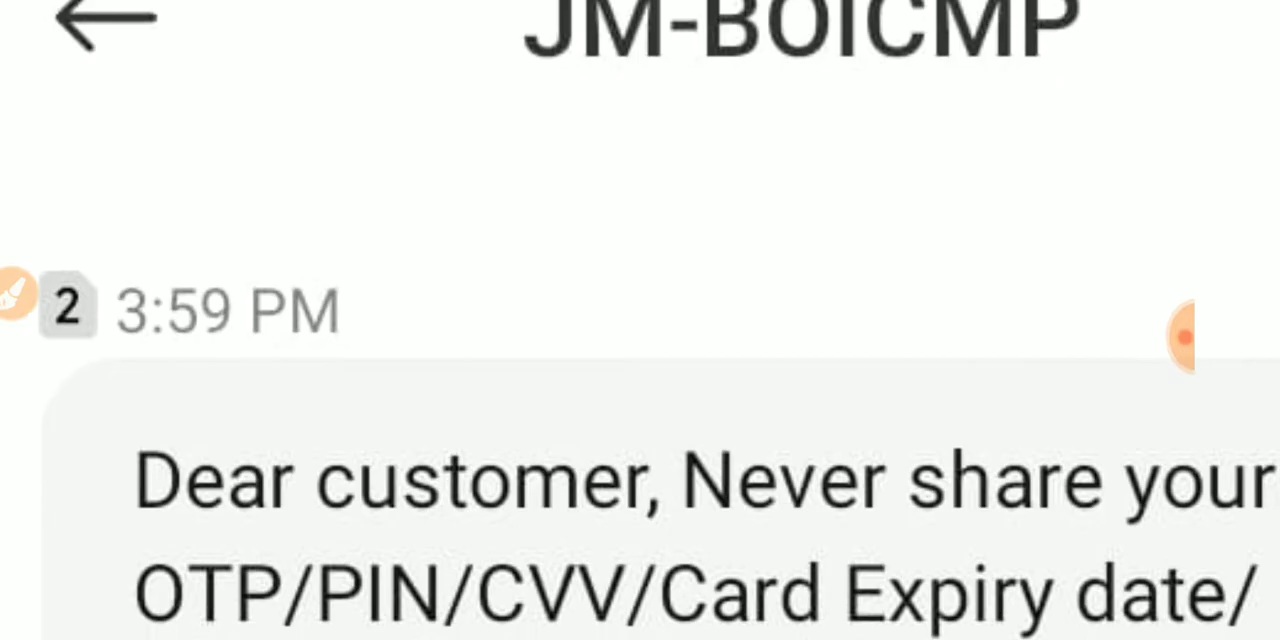 JM-BOICMP
2 3:59 PM
Dear customer, Never share your
OTP/PIN/CVV/Card Expiry date/